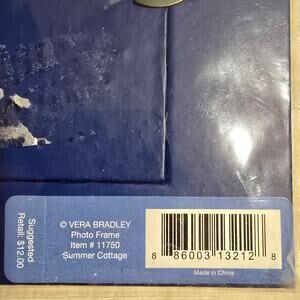 Suggested
Retail: $12.00
© VERA BRADLEY
Photo Frame
Item # 11750
Summer Cottage
8 86003 13212 8
Made in China